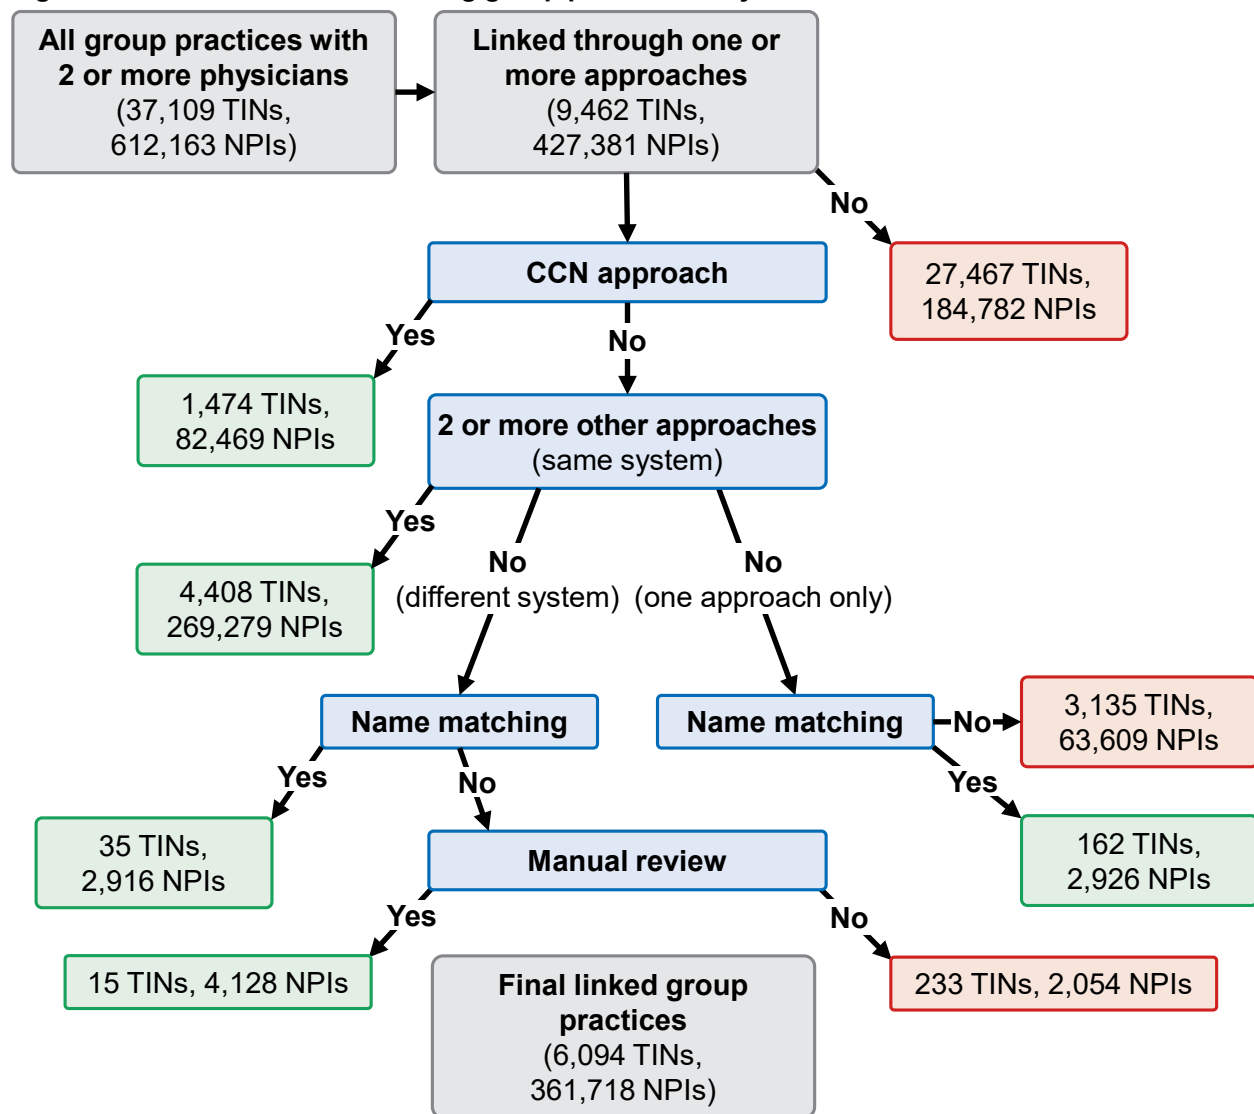 All group practices with
2 or more physicians
(37,109 TINs,
612,163 NPIs)
Linked through one or
more approaches
(9,462 TINs,
427,381 NPIs)
No
27,467 TINs,
184,782 NPIs
CCN approach
Yes
No
1,474 TINs,
82,469 NPIs
2 or more other approaches
(same system)
Yes
4,408 TINs,
269,279 NPIs
No
(different system)
No
(one approach only)
Name matching
Name matching
No
3,135 TINs,
63,609 NPIs
Yes
162 TINs,
2,926 NPIs
Yes
No
35 TINs,
2,916 NPIs
Manual review
Yes
No
15 TINs, 4,128 NPIs
233 TINs, 2,054 NPIs
Final linked group
practices
(6,094 TINs,
361,718 NPIs)